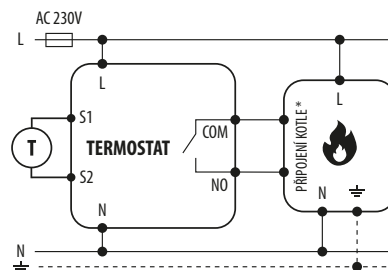 AC 230V
L
L
L
S1
T
TERMOSTAT
COM
S2
NO
PŘIPOJENÍ KOTLE *
N
N
N